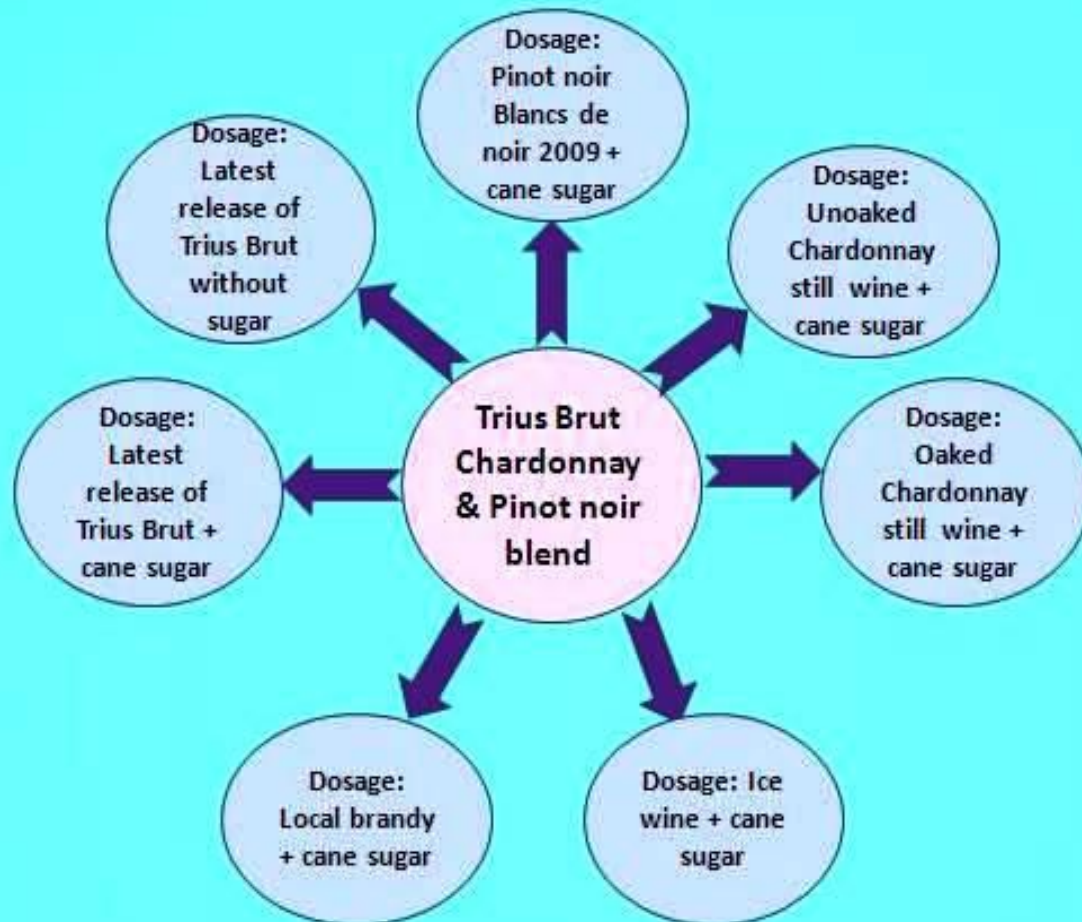 Dosage:
Pinot noir
Blancs de
noir 2009 +
cane sugar
Dosage:
Latest
release of
Trius Brut
without
sugar
Dosage:
Unoaked
Chardonnay
still wine +
cane sugar
Dosage:
Latest
release of
Trius Brut +
cane sugar
Trius Brut
Chardonnay
& Pinot noir
blend
Dosage:
Oaked
Chardonnay
still wine +
cane sugar
Dosage:
Local brandy
+ cane sugar
Dosage: Ice
wine + cane
sugar